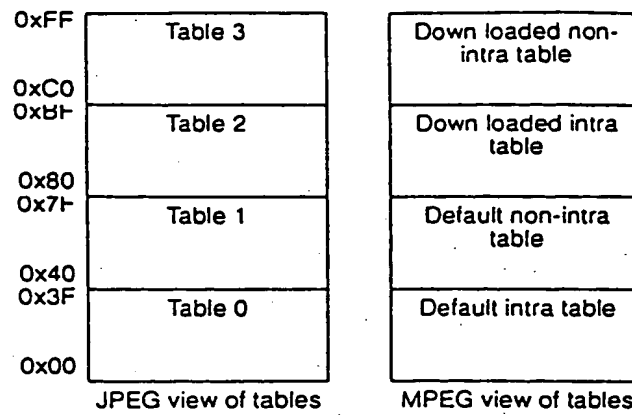 0xFF
Table 3
0xC0
0xBF
Table 2
0x80
0x7F
Table 1
0x40
0x3F
Table 0
0x00
JPEG view of tables
Down loaded non-
intra table
Down loaded intra
table
Default non-intra
table
Default intra table
MPEG view of tables